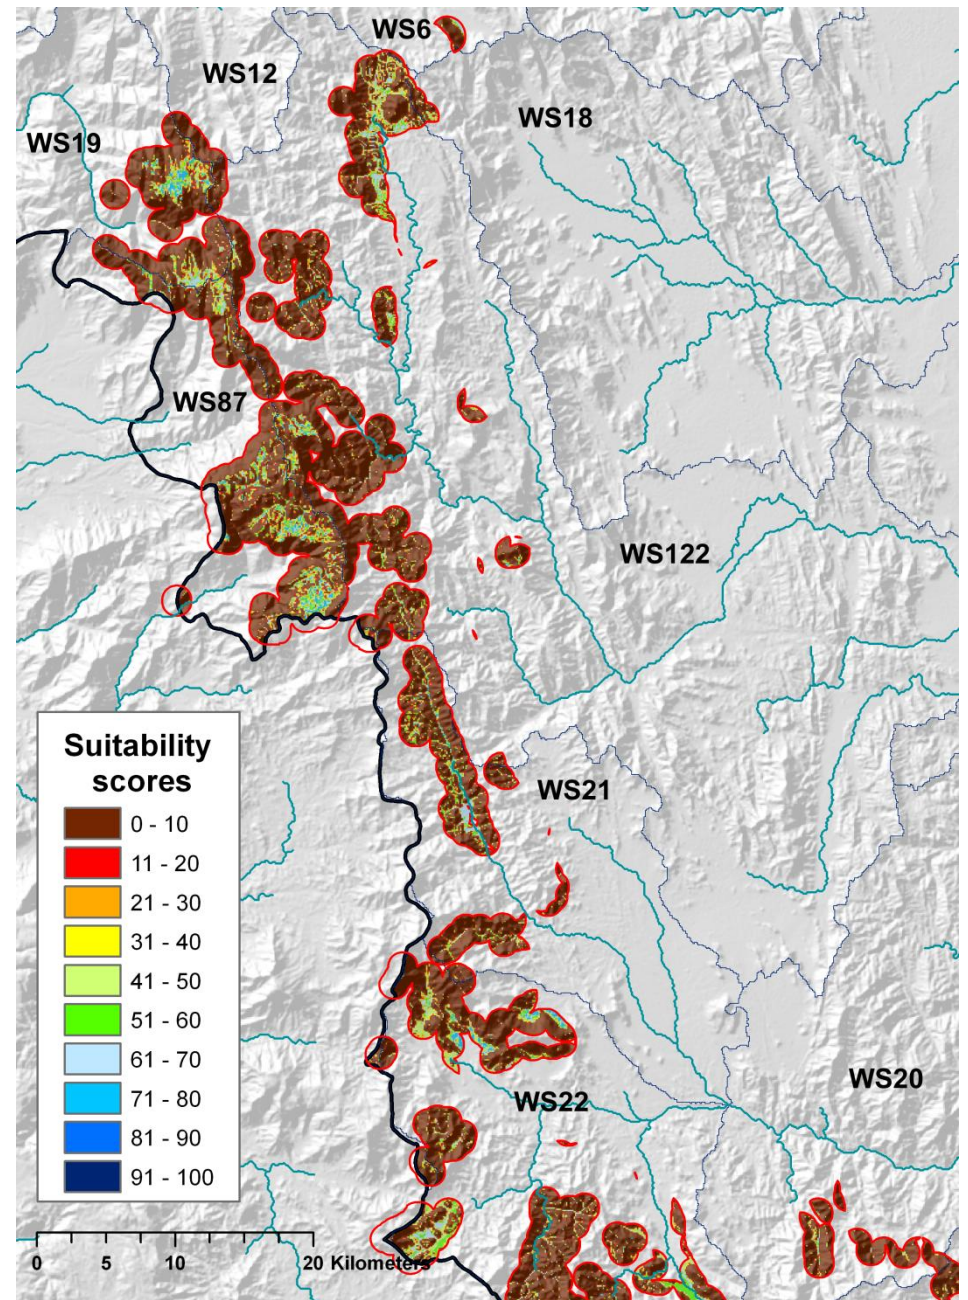 WS6
WS12
WS18
WS19
WS87
WS122
WS21
WS20
WS22
Suitability
scores
0 - 10
11 - 20
21 - 30
31 - 40
41 - 50
51 - 60
61 - 70
71 - 80
81 - 90
91 - 100
0 5 10 20 Kilometers